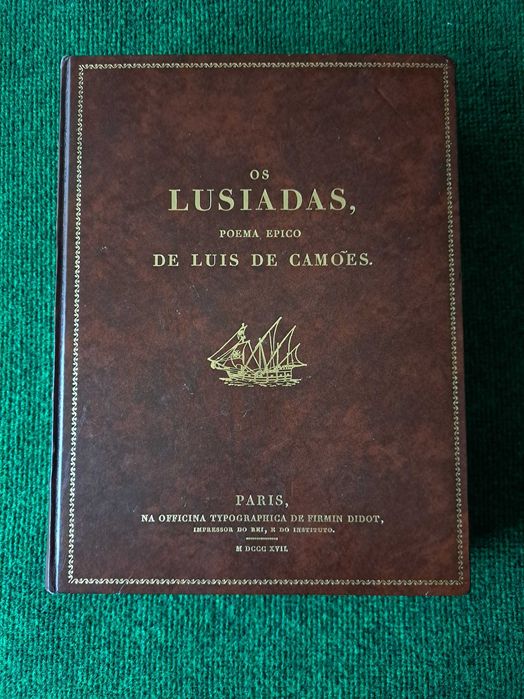 OS
LUSIADAS,
POEMA EPICO
DE LUIS DE CAMÕES.
PARIS,
NA OFFICINA TYPOGRAPHICA DE FIRMIN DIDOT,
IMPRESSOR DO REI, E DO INSTITUTO.
M DCCC XVII.